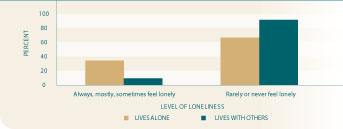 100
80
60
40
20
0
PERCENT
Always, mostly, sometimes feel lonely Rarely or never feel lonely
LEVEL OF LONELINESS
LIVES ALONE LIVES WITH OTHERS